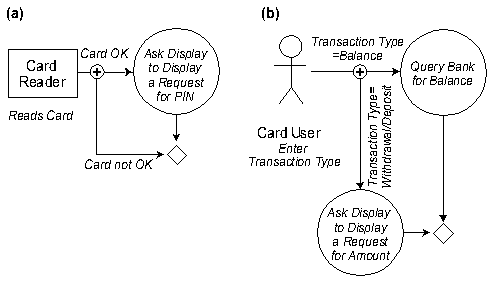 (a)
Card
Reader
Reads Card
Card OK
Ask Display
to Display
a Request
for PIN
Card not OK
(b)
Card User
Enter
Transaction Type
Transaction Type
=Balance
Query Bank
for Balance
Transaction Type=
Withdrawal/Deposit
Ask Display
to Display
a Request
for Amount